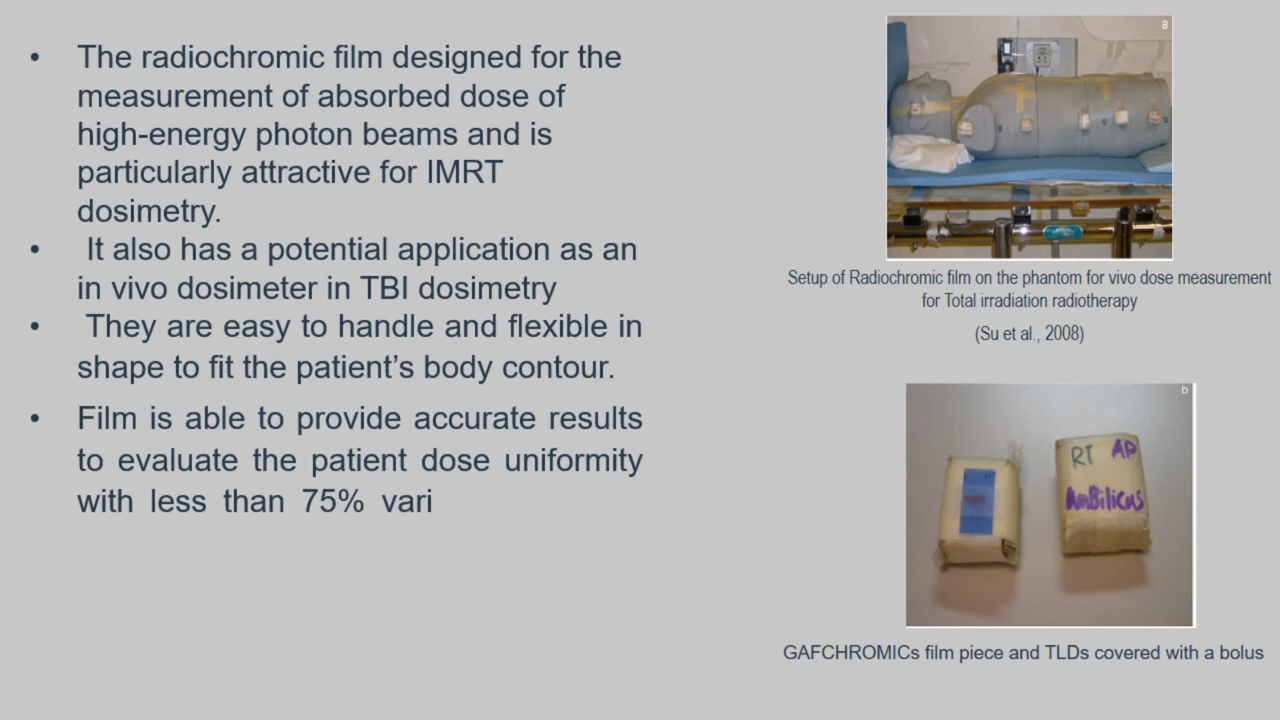 • The radiochromic film designed for the
measurement of absorbed dose of
high-energy photon beams and is
particularly attractive for IMRT
dosimetry.
• It also has a potential application as an
in vivo dosimeter in TBI dosimetry
• They are easy to handle and flexible in
shape to fit the patient’s body contour.
• Film is able to provide accurate results
to evaluate the patient dose uniformity
with less than 75% vari
a
Setup of Radiochromic film on the phantom for vivo dose measurement
for Total irradiation radiotherapy
(Su et al., 2008)
b
RT AP
umBilicus
GAFCHROMICs film piece and TLDs covered with a bolus